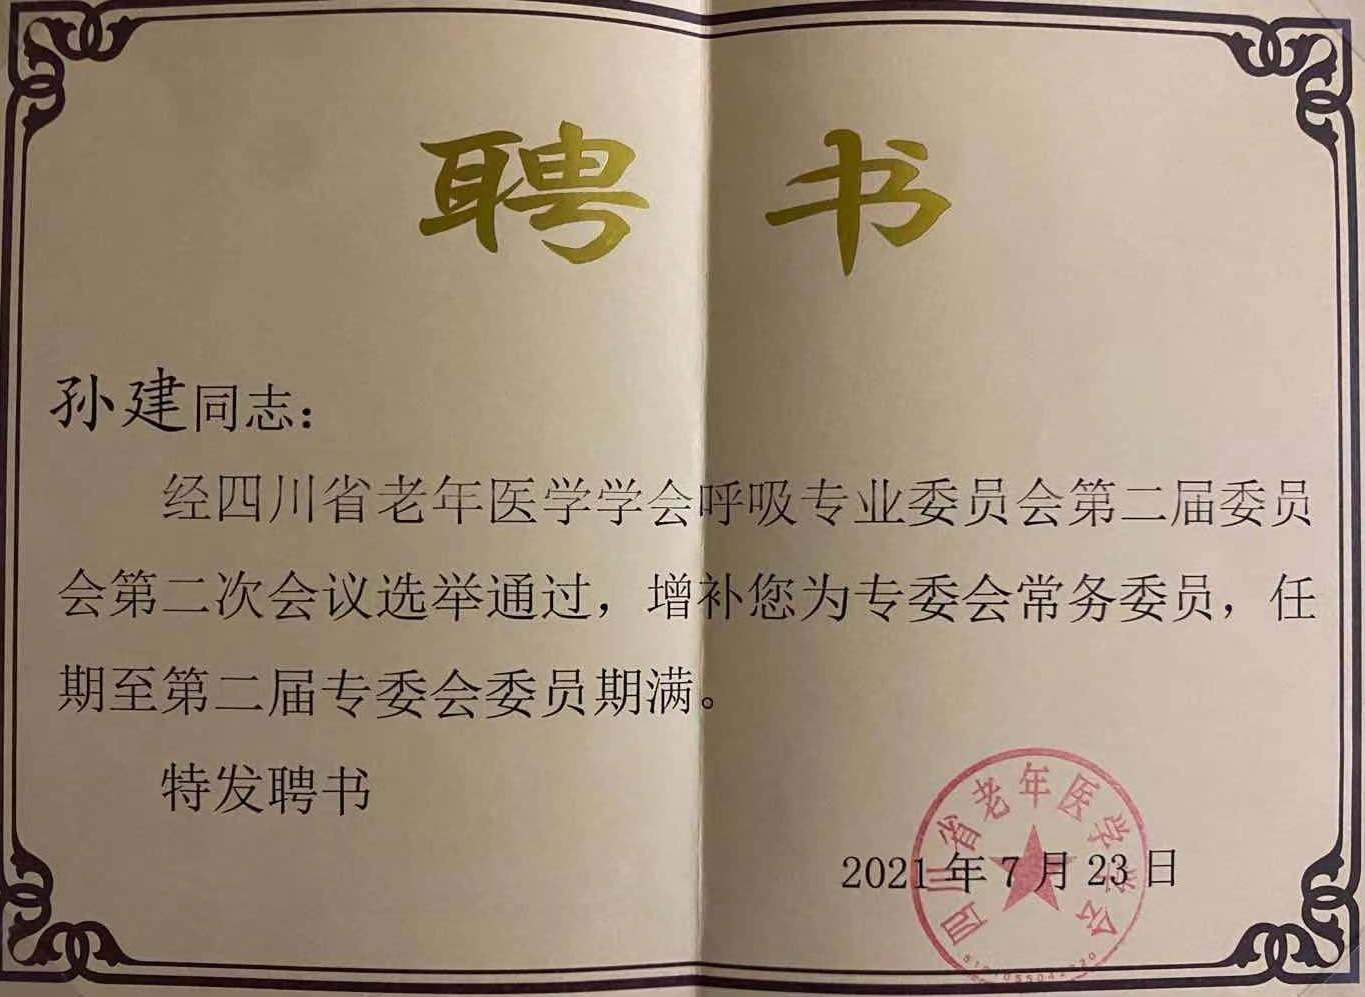 聘 书
孙建同志：
经四川省老年医学学会呼吸专业委员会第二届委员
会第二次会议选举通过，增补您为专委会常务委员，任
期至第二届专委会委员期满。
特发聘书
四川省老年医学学会
2021年7月23日